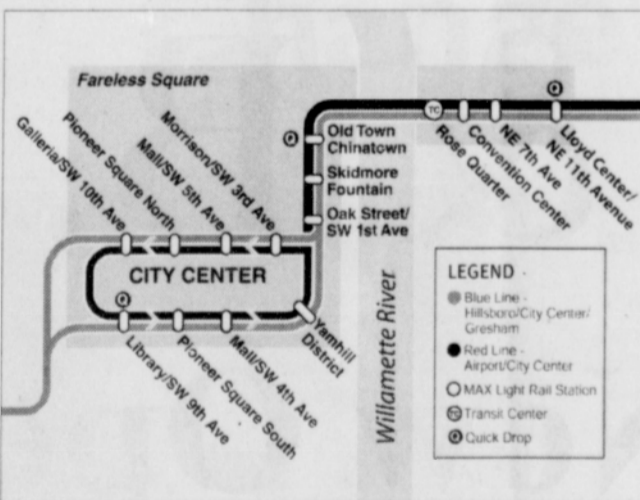 Fareless Square
Galleria/SW 10th Ave
Pioneer Square North
Mall/SW 5th Ave
Morrison/SW 3rd Ave
Old Town
Chinatown
Skidmore
Fountain
Oak Street/
SW 1st Ave
TC
Rose Quarter
Convention Center
NE 7th Ave
Lloyd Center/
NE 11th Avenue
CITY CENTER
Library/SW 9th Ave
Pioneer Square South
Mall/SW 4th Ave
Yamhill
District
Willamette River
LEGEND -
Blue Line -
Hillsboro/City Center/
Gresham
Red Line -
Airport/City Center
MAX Light Rail Station
TC Transit Center
Quick Drop